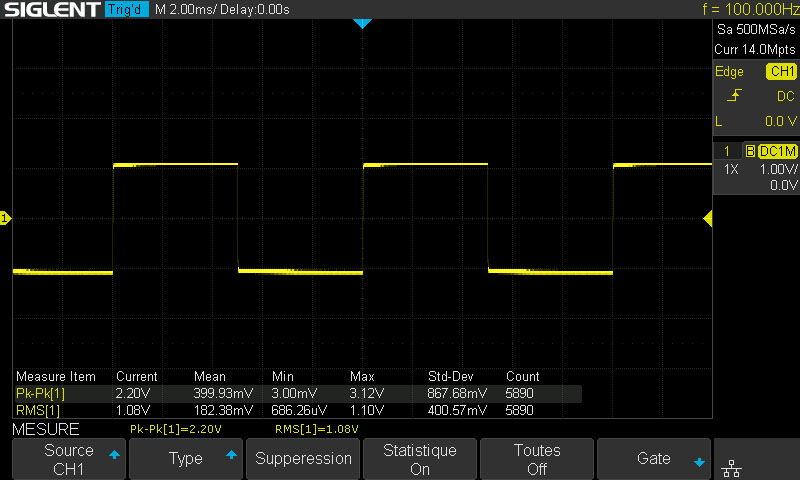 SIGLENT Trig'd M 2.00ms/ Delay:0.00s f = 100.000Hz
Sa 500MSa/s
Curr 14.0Mpts
Edge CH1
DC
L 0.0 V
1 B DC1M
1X 1.00V/
0.0V
1
Measure Item Current Mean Min Max Std-Dev Count
Pk-Pk[1] 2.20V 399.93mV 3.00mV 3.12V 867.68mV 5890
RMS[1] 1.08V 182.38mV 686.26uV 1.10V 400.57mV 5890
MESURE Pk-Pk[1]=2.20V RMS[1]=1.08V
Source Type Supperession Statistique Toutes Gate
CH1 On Off